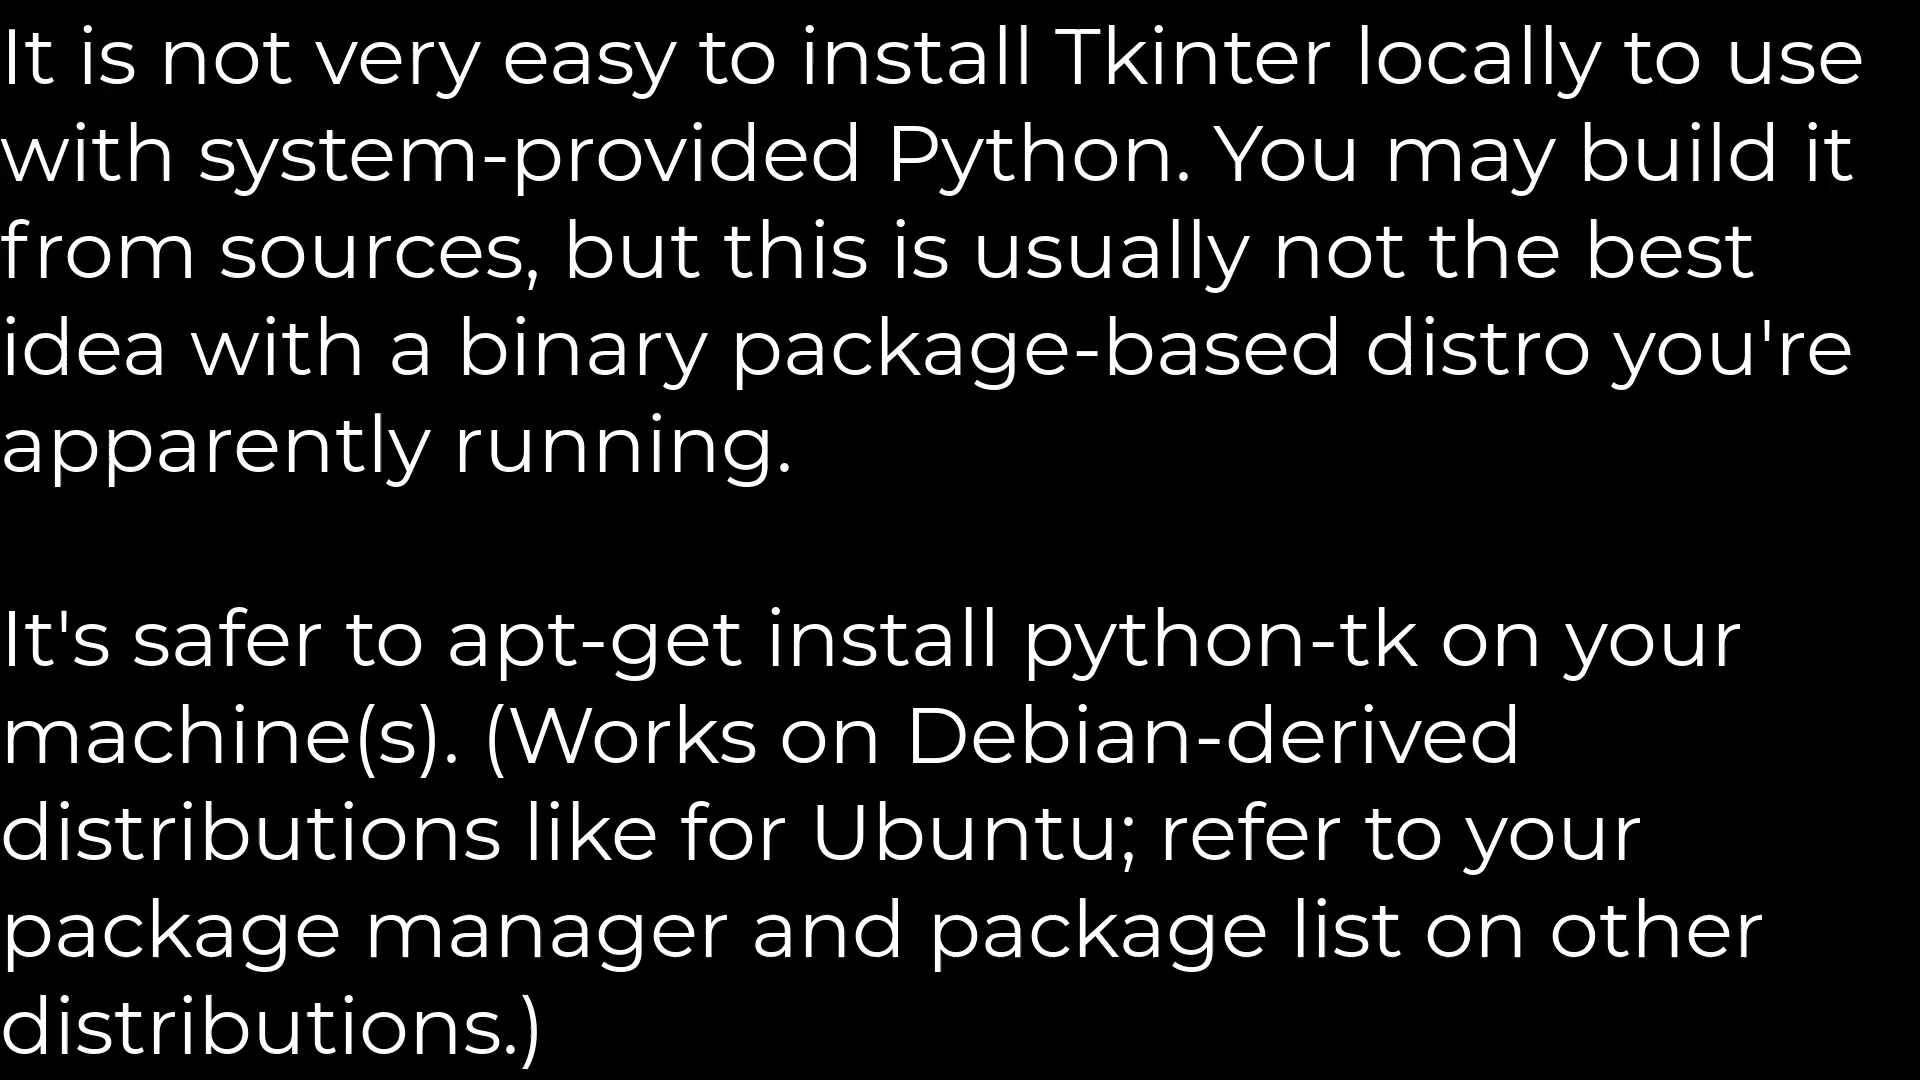 It is not very easy to install Tkinter locally to use
with system-provided Python. You may build it
from sources, but this is usually not the best
idea with a binary package-based distro you're
apparently running.
It's safer to apt-get install python-tk on your
machine(s). (Works on Debian-derived
distributions like for Ubuntu; refer to your
package manager and package list on other
distributions.)